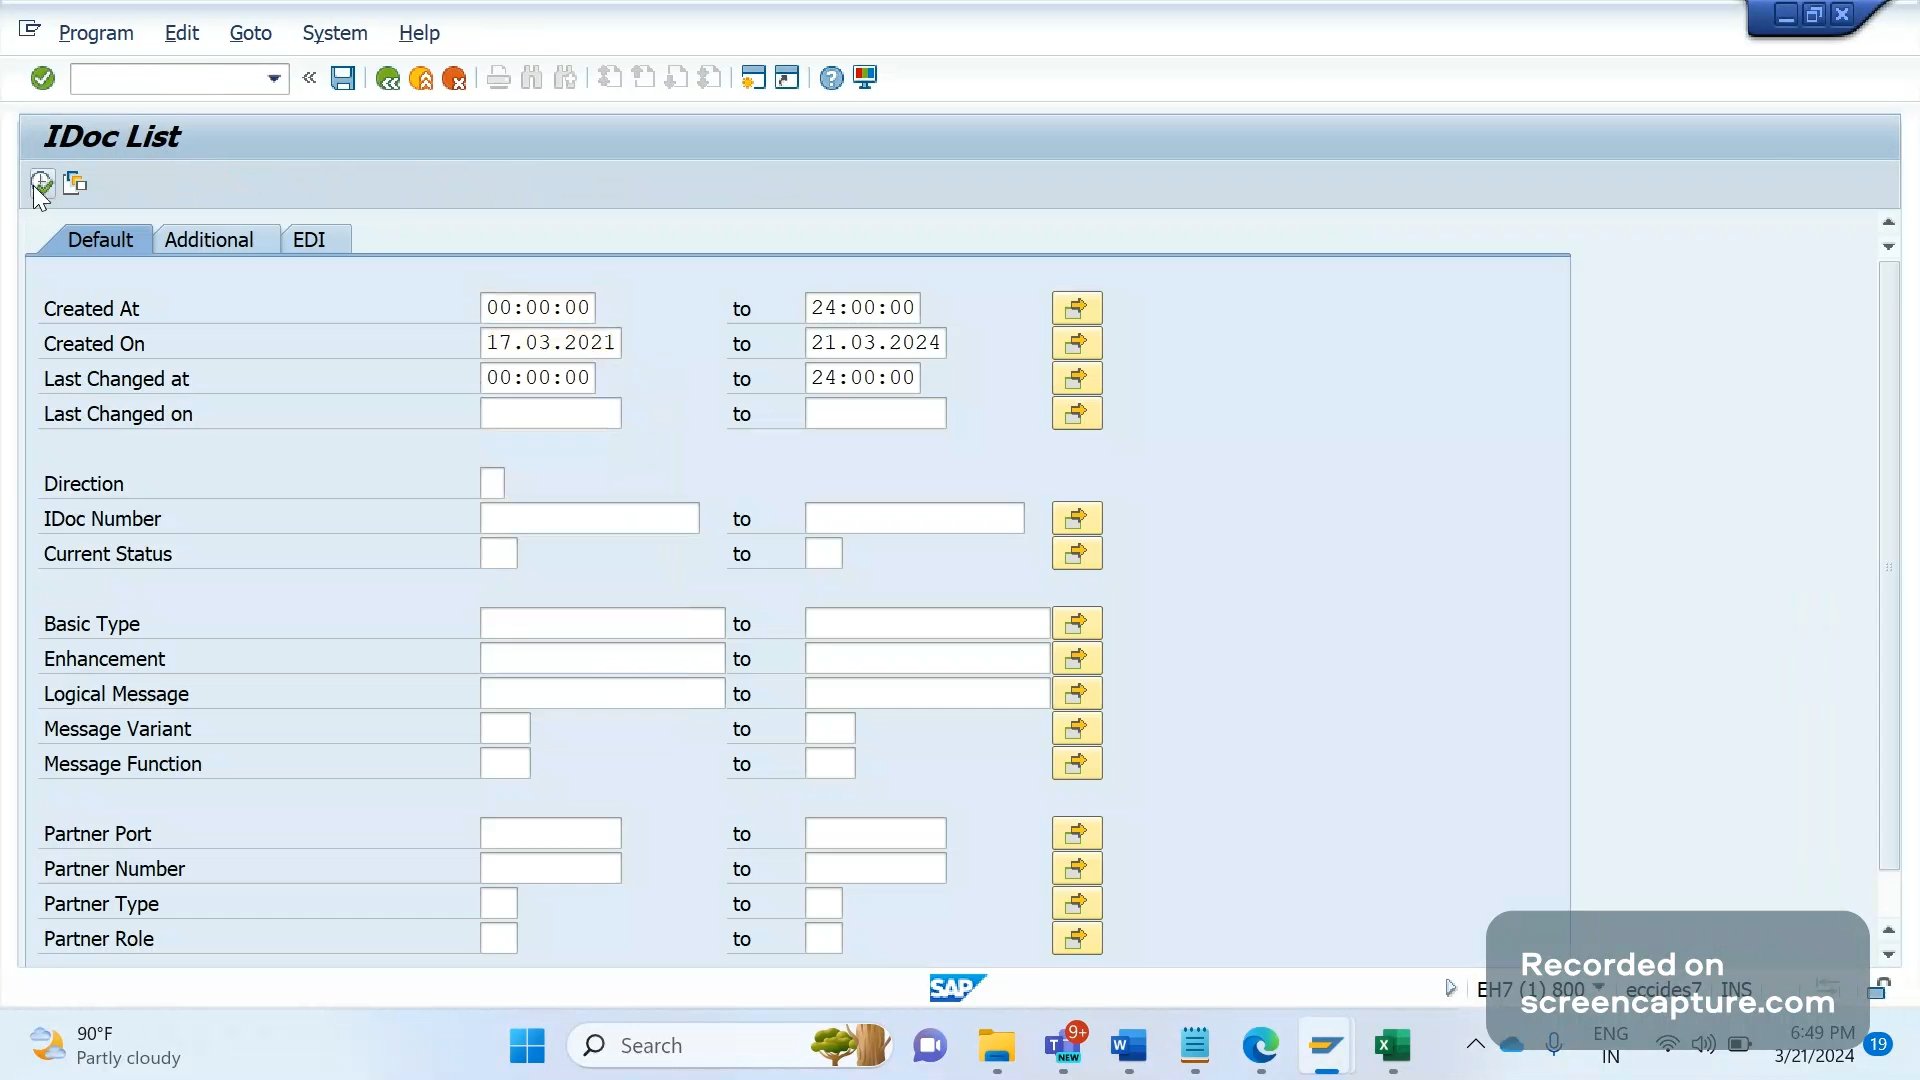 Program Edit Goto System Help
IDoc List
Default Additional EDI
Created At 00:00:00 to 24:00:00
Created On 17.03.2021 to 21.03.2024
Last Changed at 00:00:00 to 24:00:00
Last Changed on to
Direction
IDoc Number to
Current Status to
Basic Type to
Enhancement to
Logical Message to
Message Variant to
Message Function to
Partner Port to
Partner Number to
Partner Type to
Partner Role to
SAP EH7 (1) 800 eccides7 INS
Recorded on
screencapture.com
90°F
Partly cloudy
Search
9+
T
NEW
W
X
ENG
IN
6:49 PM
3/21/2024
19